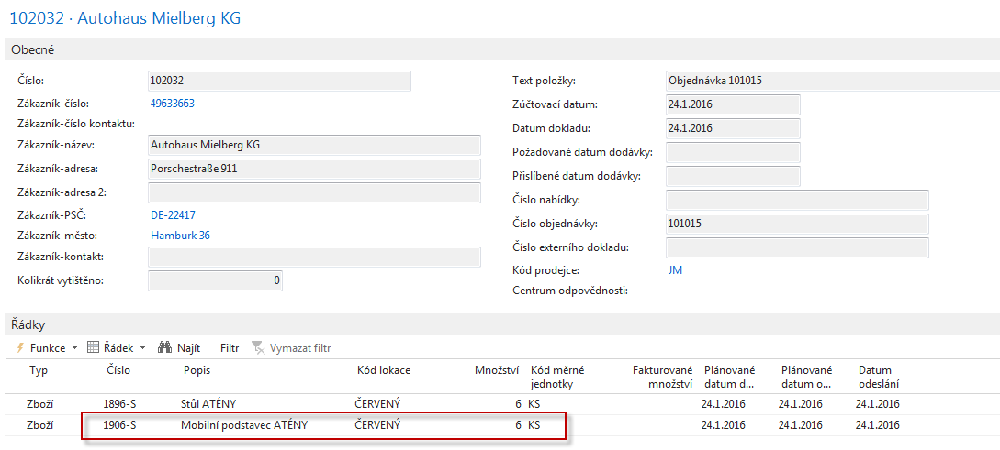 102032 · Autohaus Mielberg KG
Obecné
Číslo: 102032
Zákazník-číslo: 49633663
Zákazník-číslo kontaktu:
Zákazník-název: Autohaus Mielberg KG
Zákazník-adresa: Porschestraße 911
Zákazník-adresa 2:
Zákazník-PSČ: DE-22417
Zákazník-město: Hamburk 36
Zákazník-kontakt:
Kolikrát vytištěno: 0
Text položky: Objednávka 101015
Zúčtovací datum: 24.1.2016
Datum dokladu: 24.1.2016
Požadované datum dodávky:
Přislíbené datum dodávky:
Číslo nabídky:
Číslo objednávky: 101015
Číslo externího dokladu:
Kód prodejce: JM
Centrum odpovědnosti:
Řádky
Funkce Řádek Najít Filtr Vymazat filtr
Typ Číslo Popis Kód lokace Množství Kód měrné jednotky Fakturované množství Plánované datum d... Plánované datum o... Datum odeslání
Zboží 1896-S Stůl ATÉNY ČERVENÝ 6 KS 24.1.2016 24.1.2016 24.1.2016
Zboží 1906-S Mobilní podstavec ATÉNY ČERVENÝ 6 KS 24.1.2016 24.1.2016 24.1.2016